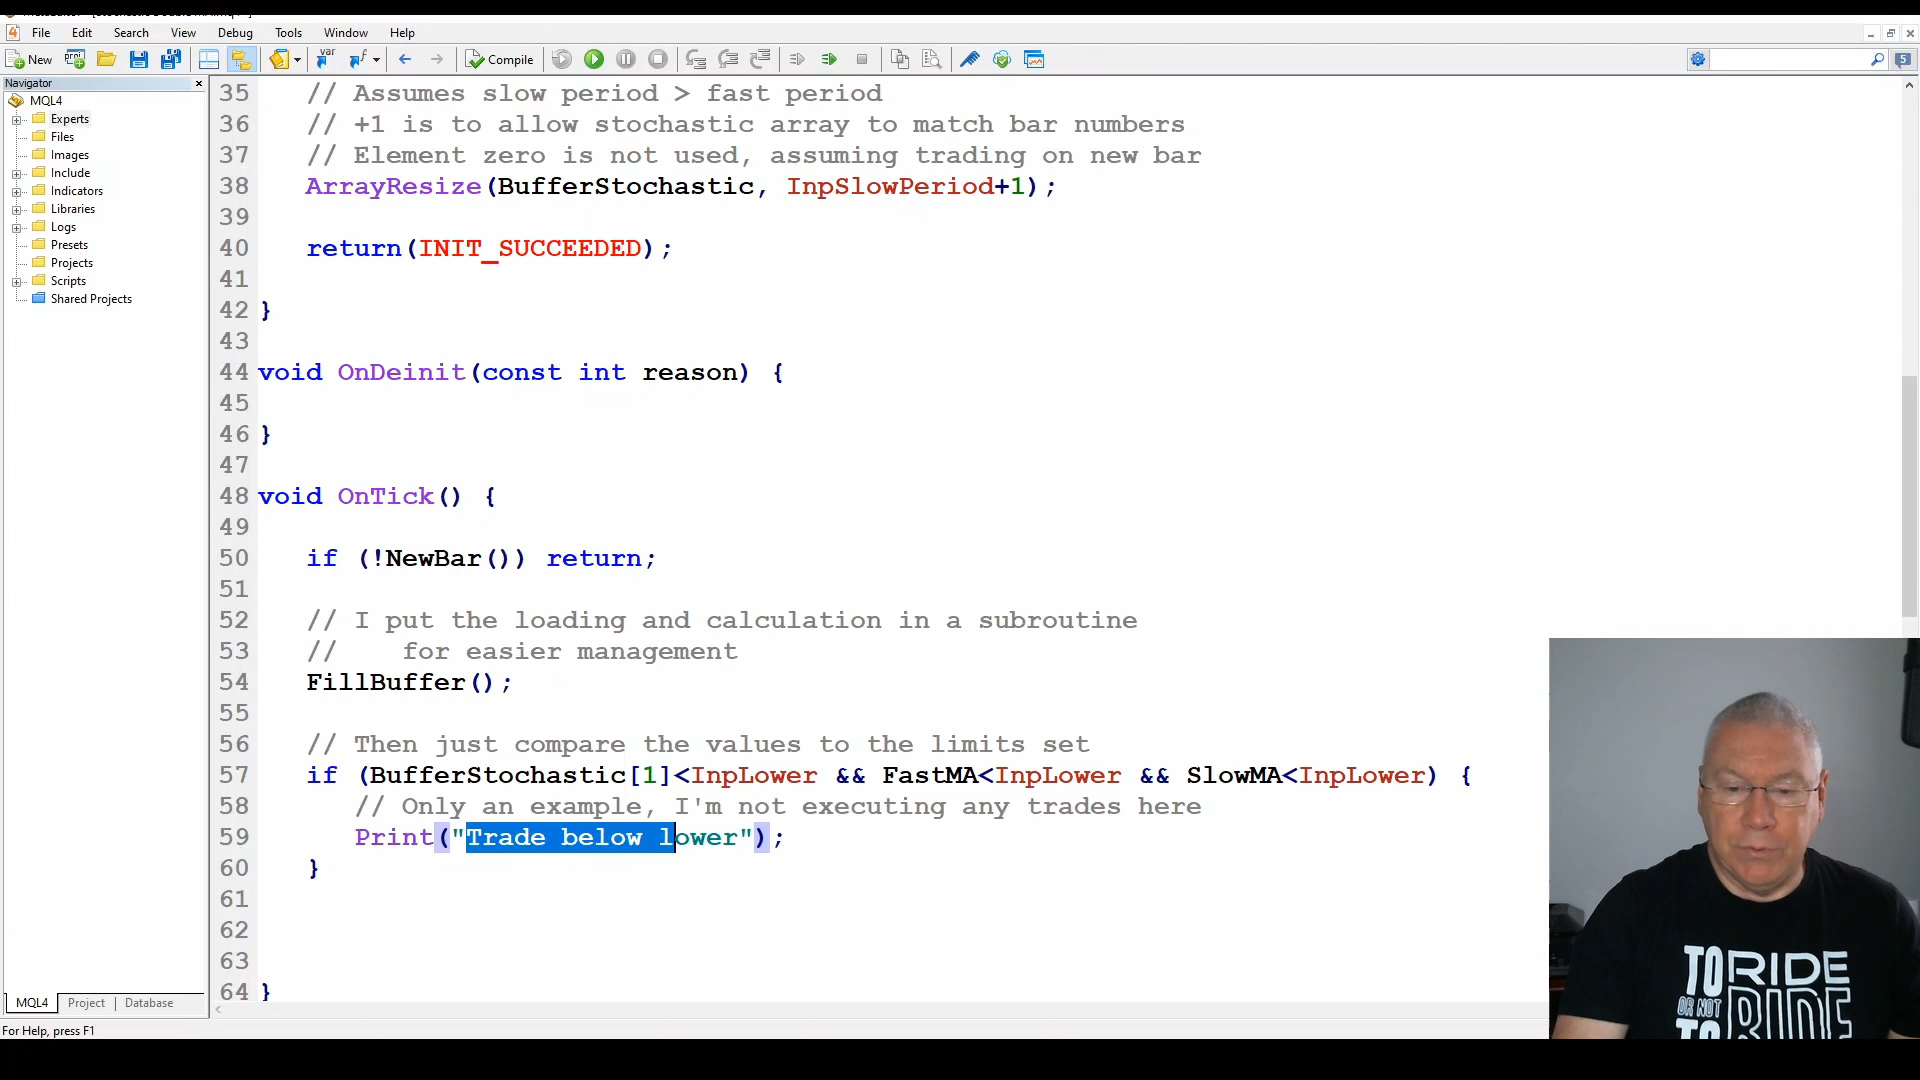 File Edit Search View Debug Tools Window Help
New Compile
Navigator
MQL4
Experts
Files
Images
Include
Indicators
Libraries
Logs
Presets
Projects
Scripts
Shared Projects
35 // Assumes slow period > fast period
36 // +1 is to allow stochastic array to match bar numbers
37 // Element zero is not used, assuming trading on new bar
38 ArrayResize(BufferStochastic, InpSlowPeriod+1);
39
40 return(INIT_SUCCEEDED);
41
42 }
43
44 void OnDeinit(const int reason) {
45
46 }
47
48 void OnTick() {
49
50 if (!NewBar()) return;
51
52 // I put the loading and calculation in a subroutine
53 // for easier management
54 FillBuffer();
55
56 // Then just compare the values to the limits set
57 if (BufferStochastic[1]<InpLower && FastMA<InpLower && SlowMA<InpLower) {
58 // Only an example, I'm not executing any trades here
59 Print("Trade below lower");
60 }
61
62
63
64 }
MQL4 Project Database
For Help, press F1
TO RIDE
OR NOT
TO RIDE